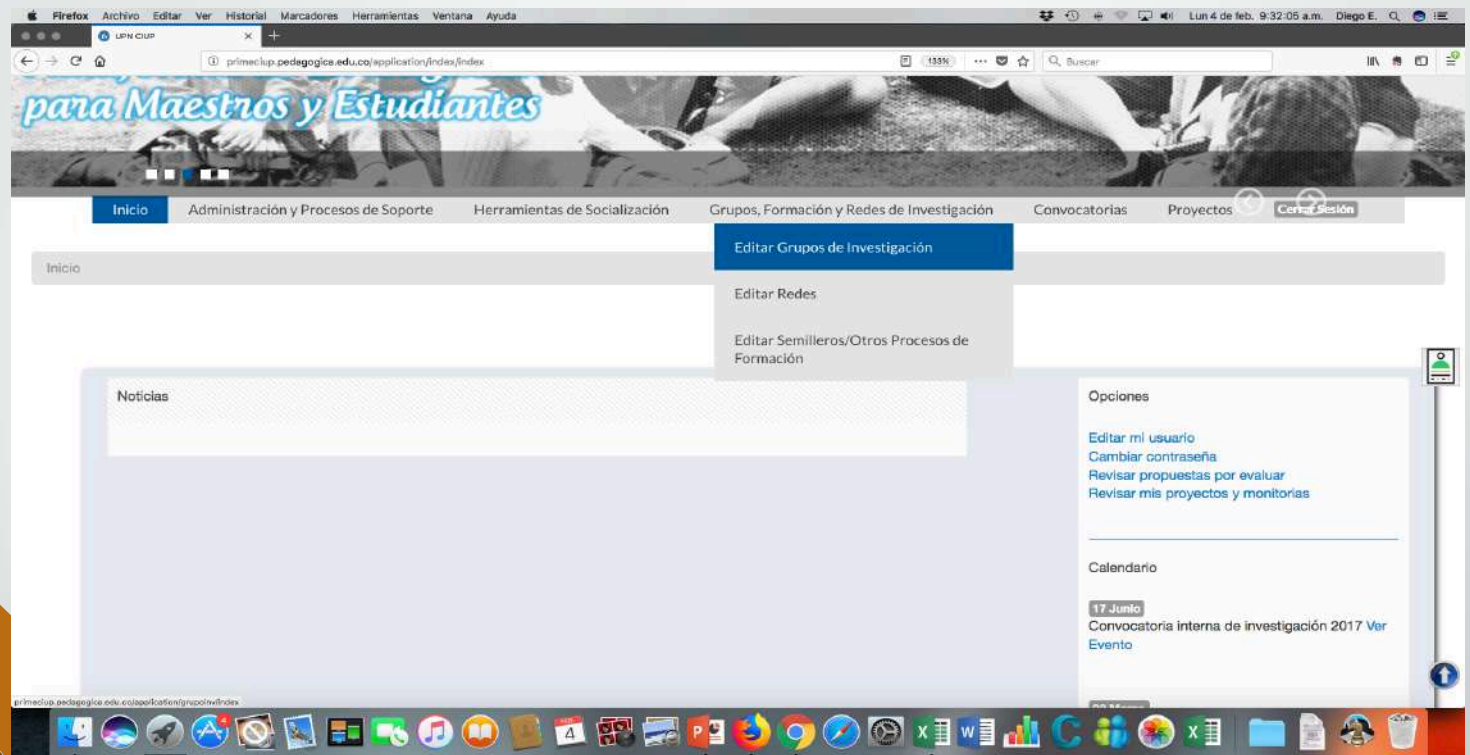 Firefox Archivo Editar Ver Historial Marcadores Herramientas Ventana Ayuda Lun 4 de feb. 9:32:05 a.m. Diego E.
UPN CIUP
primeciup.pedagogica.edu.co/application/index/index 133% Buscar
para Maestros y Estudiantes
Inicio Administración y Procesos de Soporte Herramientas de Socialización Grupos, Formación y Redes de Investigación Convocatorias Proyectos Cerrar Sesión
Editar Grupos de Investigación
Inicio
Editar Redes
Editar Semilleros/Otros Procesos de
Formación
Noticias
Opciones
Editar mi usuario
Cambiar contraseña
Revisar propuestas por evaluar
Revisar mis proyectos y monitorias
Calendario
17 Junio
Convocatoria interna de investigación 2017 Ver
Evento
primeciup.pedagogica.edu.co/application/grupoinv/index